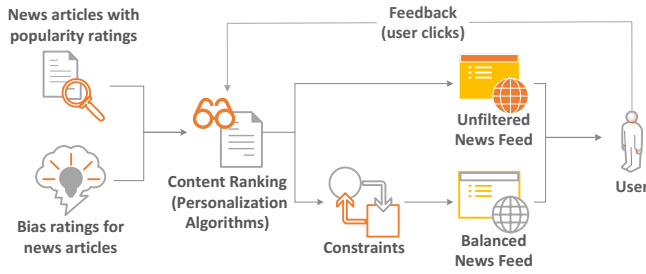 News articles with
popularity ratings
Feedback
(user clicks)
Unfiltered
News Feed
User
Content Ranking
(Personalization
Algorithms)
Bias ratings for
news articles
Constraints
Balanced
News Feed